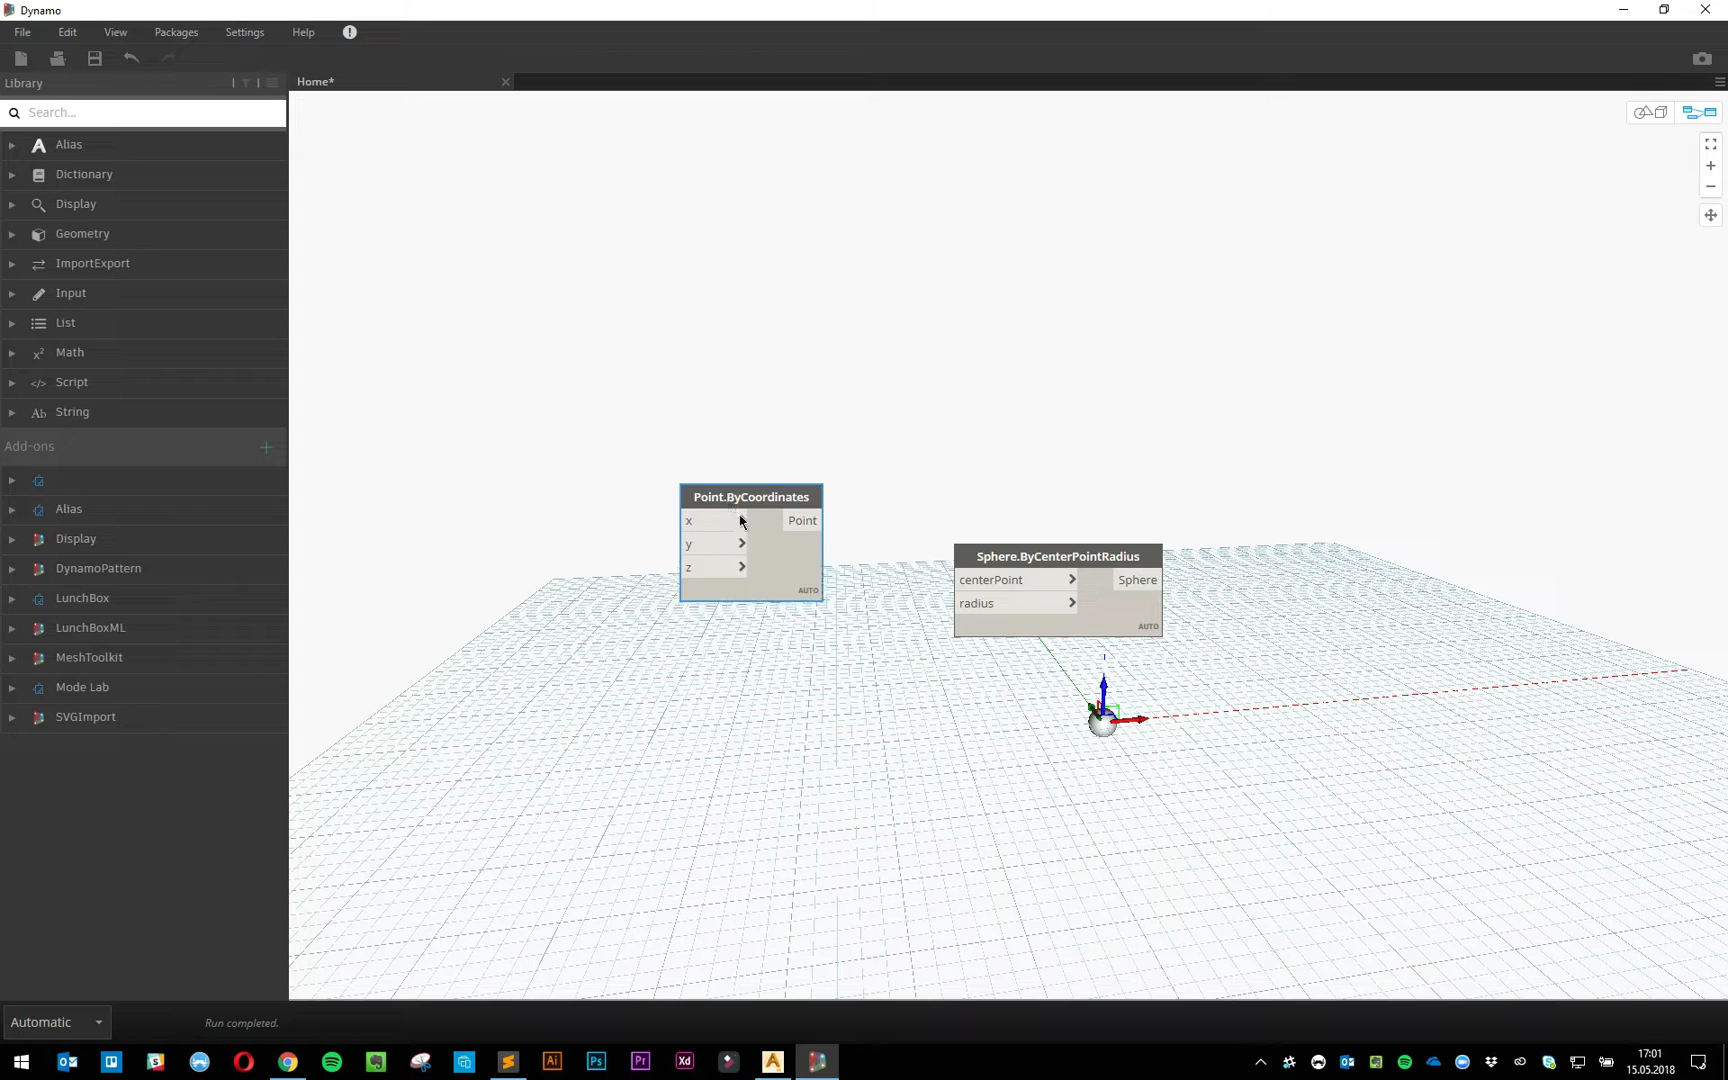 Dynamo
File Edit View Packages Settings Help
Library
Home*
Search...
Alias
Dictionary
Display
Geometry
ImportExport
Input
List
Math
Script
String
Add-ons
Alias
Display
DynamoPattern
LunchBox
LunchBoxML
MeshToolkit
Mode Lab
SVGImport
Point.ByCoordinates
x Point
y
z
AUTO
Sphere.ByCenterPointRadius
centerPoint Sphere
radius
AUTO
Automatic
Run completed.
Ai Ps Pr Xd
17:01
15.05.2018